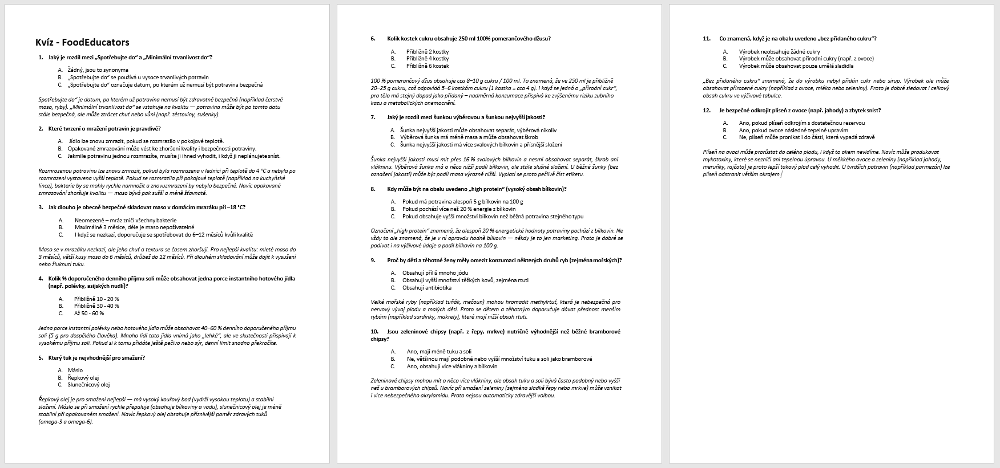 Kvíz - FoodEducators
1. Jaký je rozdíl mezi „Spotřebujte do“ a „Minimální trvanlivost do“?
A. Žádný, jsou to synonyma
B. „Spotřebujte do“ se používá u vysoce trvanlivých potravin
C. „Spotřebujte do“ označuje datum, po kterém už nemusí být potravina bezpečná
Spotřebujte do“ je datum, po kterém už potravina nemusí být zdravotně bezpečná (například čerstvé
maso, ryby). „Minimální trvanlivost do“ se vztahuje na kvalitu — potravina může být po tomto datu
stále bezpečná, ale může ztrácet chuť nebo vůni (např. těstoviny, sušenky).
2. Které tvrzení o mražení potravin je pravdivé?
A. Jídlo lze znovu zmrazit, pokud se rozmrazilo v pokojové teplotě.
B. Opakované zmrazování může vést ke zhoršení kvality i bezpečnosti potraviny.
C. Jakmile potravinu jednou rozmrazíte, musíte ji ihned vyhodit, i když ji neplánujete sníst.
Rozmrazenou potravinu lze znovu zmrazit, pokud byla rozmrazena v lednici při teplotě do 4 °C a nebyla po
rozmrazení vystavena vyšší teplotě. Pokud se rozmrazila při pokojové teplotě (například na kuchyňské
lince), bakterie by se mohly rychle namnožit a znovuzmrazení by nebylo bezpečné. Navíc opakované
zmrazování zhoršuje kvalitu — maso bývá pak sušší a méně šťavnaté.
3. Jak dlouho je obecně bezpečné skladovat maso v domácím mrazáku při –18 °C?
A. Neomezeně – mráz zničí všechny bakterie
B. Maximálně 3 měsíce, déle je maso nepoživatelné
C. I když se nezkazí, doporučuje se spotřebovat do 6–12 měsíců kvůli kvalitě
Maso se v mrazáku nezkazí, ale jeho chuť a textura se časem zhoršují. Pro nejlepší kvalitu: mleté maso do
3 měsíců, větší kusy masa do 6 měsíců, drůbež do 12 měsíců. Při dlouhém skladování může dojít k vysušení
nebo žluknutí tuku.
4. Kolik % doporučeného denního příjmu soli může obsahovat jedna porce instantního hotového jídla
(např. polévky, asijských nudlí)?
A. Přibližně 10 - 20 %
B. Přibližně 30 - 40 %
C. Až 50 - 60 %
Jedna porce instantní polévky nebo hotového jídla může obsahovat 40–60 % denního doporučeného příjmu
soli (5 g pro dospělého člověka). Mnoho lidí tato jídla vnímá jako „lehké“, ale ve skutečnosti přispívají k
vysokému příjmu soli. Pokud si k tomu přidáte ještě pečivo nebo sýr, denní limit snadno překročíte.
5. Který tuk je nejvhodnější pro smažení?
A. Máslo
B. Řepkový olej
C. Slunečnicový olej
Řepkový olej je pro smažení nejlepší — má vysoký kouřový bod (vydrží vysokou teplotu) a stabilní
složení. Máslo se při smažení rychle přepaluje (obsahuje bílkoviny a vodu), slunečnicový olej je méně
stabilní při opakovaném smažení. Navíc řepkový olej obsahuje příznivější poměr zdravých tuků
(omega-3 a omega-6).
6. Kolik kostek cukru obsahuje 250 ml 100% pomerančového džusu?
A. Přibližně 2 kostky
B. Přibližně 4 kostky
C. Přibližně 6 kostek
100 % pomerančový džus obsahuje cca 8–10 g cukru / 100 ml. To znamená, že ve 250 ml je přibližně
20–25 g cukru, což odpovídá 5–6 kostkám cukru (1 kostka = cca 4 g). I když se jedná o „přírodní cukr“,
pro tělo má stejný dopad jako přidaný – nadměrná konzumace přispívá ke zvýšenému riziku zubního
kazu a metabolických onemocnění.
7. Jaký je rozdíl mezi šunkou výběrovou a šunkou nejvyšší jakosti?
A. Šunka nejvyšší jakosti může obsahovat separát, výběrová nikoliv
B. Výběrová šunka má méně masa a může obsahovat škrob
C. Šunka nejvyšší jakosti má více svalových bílkovin a přísnější složení
Šunka nejvyšší jakosti musí mít přes 16 % svalových bílkovin a nesmí obsahovat separát, škrob ani
vlákninu. Výběrová šunka má o něco nižší podíl bílkovin, ale stále slušné složení. U běžné šunky (bez
označení jakosti) může být podíl masa výrazně nižší. Vyplatí se proto pečlivě číst etiketu.
8. Kdy může být na obalu uvedeno „high protein“ (vysoký obsah bílkovin)?
A. Pokud má potravina alespoň 5 g bílkovin na 100 g
B. Pokud pochází více než 20 % energie z bílkovin
C. Pokud obsahuje vyšší množství bílkovin než běžná potravina stejného typu
Označení „high protein“ znamená, že alespoň 20 % energetické hodnoty potraviny pochází z bílkovin. Ne
vždy to ale znamená, že je v ní opravdu hodně bílkovin — někdy je to jen marketing. Proto je dobré se
podívat i na výživové údaje a podíl bílkovin na 100 g.
9. Proč by děti a těhotné ženy měly omezit konzumaci některých druhů ryb (zejména mořských)?
A. Obsahují příliš mnoho jódu
B. Obsahují vyšší množství těžkých kovů, zejména rtuti
C. Obsahují antibiotika
Velké mořské ryby (například tuňák, mečoun) mohou hromadit methylrtuť, která je nebezpečná pro
nervový vývoj plodu a malých dětí. Proto se dětem a těhotným doporučuje dávat přednost menším
rybám (například sardinky, makrely), které mají nižší obsah rtuti.
10. Jsou zeleninové chipsy (např. z řepy, mrkve) nutričně výhodnější než běžné bramborové
chipsy?
A. Ano, mají méně tuku a soli
B. Ne, většinou mají podobné nebo vyšší množství tuku a soli jako bramborové
C. Ano, obsahují více vlákniny a bílkovin
Zeleninové chipsy mohou mít o něco více vlákniny, ale obsah tuku a soli bývá často podobný nebo vyšší
než u bramborových chipsů. Navíc při smažení zeleniny (zejména sladké řepy nebo mrkve) může vznikat
i více nebezpečného akrylamidu. Proto nejsou automaticky zdravější volbou.
11. Co znamená, když je na obalu uvedeno „bez přidaného cukru“?
A. Výrobek neobsahuje žádné cukry
B. Výrobek může obsahovat přírodní cukry (např. z ovoce)
C. Výrobek může obsahovat pouze umělá sladidla
„Bez přidaného cukru“ znamená, že do výrobku nebyl přidán cukr nebo sirup. Výrobek ale může
obsahovat přirozené cukry (například z ovoce, mléka nebo zeleniny). Proto je dobré sledovat i celkový
obsah cukru ve výživové tabulce.
12. Je bezpečné odkrojit plíseň z ovoce (např. jahody) a zbytek sníst?
A. Ano, pokud plíseň odkrojím s dostatečnou rezervou
B. Ano, pokud ovoce následně tepelně upravím
C. Ne, plíseň může pronikat i do části, která vypadá zdravě
Plíseň na ovoci může prorůstat do celého plodu, i když to okem nevidíme. Navíc může produkovat
mykotoxiny, které se nezničí ani tepelnou úpravou. U měkkého ovoce a zeleniny (například jahody,
meruňky, rajčata) je proto lepší takový plod celý vyhodit. U tvrdších potravin (například parmezán) lze
plíseň odstranit větším okrajem.